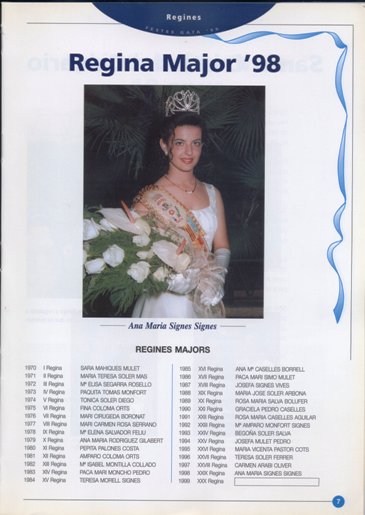 Regines
FESTES GATA '98
Regina Major '98
Ana Maria Signes Signes
REGINES MAJORS
1970 I Regina SARA MAHIQUES MULET
1971 II Regina MARIA TERESA SOLER MAS
1972 III Regina Mª ELISA SEGARRA ROSELLO
1973 IV Regina PAQUITA TOMAS MONFORT
1974 V Regina TONICA SOLER DIEGO
1975 VI Regina FINA COLOMA ORTS
1976 VII Regina MARI CIRUGEDA BORONAT
1977 VIII Regina MARI CARMEN ROSA SERRANO
1978 IX Regina Mª ELENA SALVADOR FELIU
1979 X Regina ANA MARIA RODRIGUEZ GILABERT
1980 XI Regina PEPITA PALONES COSTA
1981 XII Regina AMPARO COLOMA ORTS
1982 XIII Regina Mª ISABEL MONTILLA COLLADO
1983 XIV Regina PACA MARI MONCHO PEDRO
1984 XV Regina TERESA MORELL SIGNES
1985 XVI Regina ANA Mª CASELLES BORRELL
1986 XVII Regina PACA MARI SIMO MULET
1987 XVIII Regina JOSEFA SIGNES VIVES
1988 XIX Regina MARIA JOSE SOLER ARBONA
1989 XX Regina ROSA MARIA SALVA BOLUFER
1990 XXI Regina GRACIELA PEDRO CASELLES
1991 XXII Regina ROSA MARIA CASELLES AGUILAR
1992 XXIII Regina Mª AMPARO MONFORT SIGNES
1993 XXIV Regina BEGOÑA SOLER SALVA
1994 XXV Regina JOSEFA MULET PEDRO
1995 XXVI Regina MARIA VICENTA PASTOR COTS
1996 XXVII Regina TERESA SOLER FERRER
1997 XXVIII Regina CARMEN ARABI OLIVER
1998 XXIX Regina ANA MARIA SIGNES SIGNES
1999 XXX Regina
7